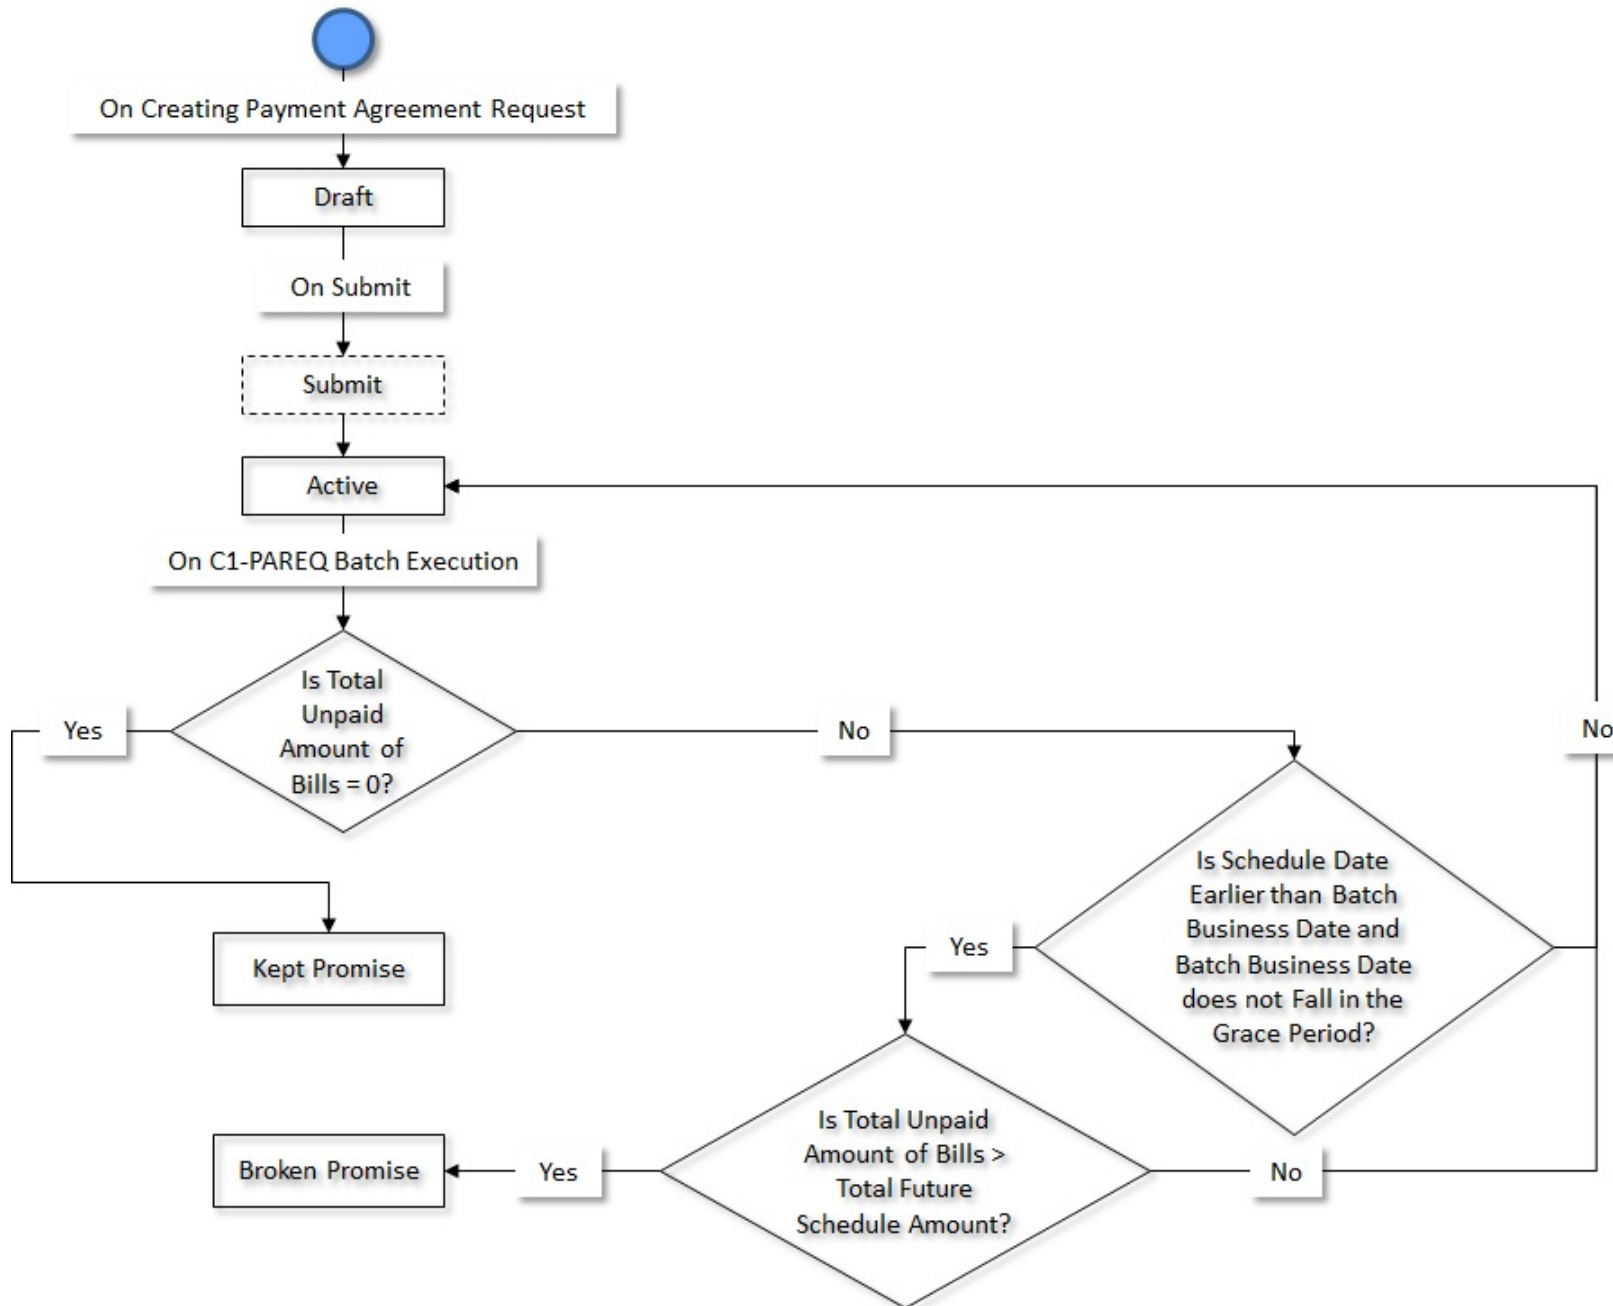 On Creating Payment Agreement Request
Draft
On Submit
Submit
Active
On C1-PAREQ Batch Execution
Is Total
Unpaid
Amount of
Bills = 0?
Yes
No
No
Is Schedule Date
Earlier than Batch
Business Date and
Batch Business Date
does not Fall in the
Grace Period?
Yes
Kept Promise
Is Total Unpaid
Amount of Bills >
Total Future
Schedule Amount?
Yes
No
Broken Promise